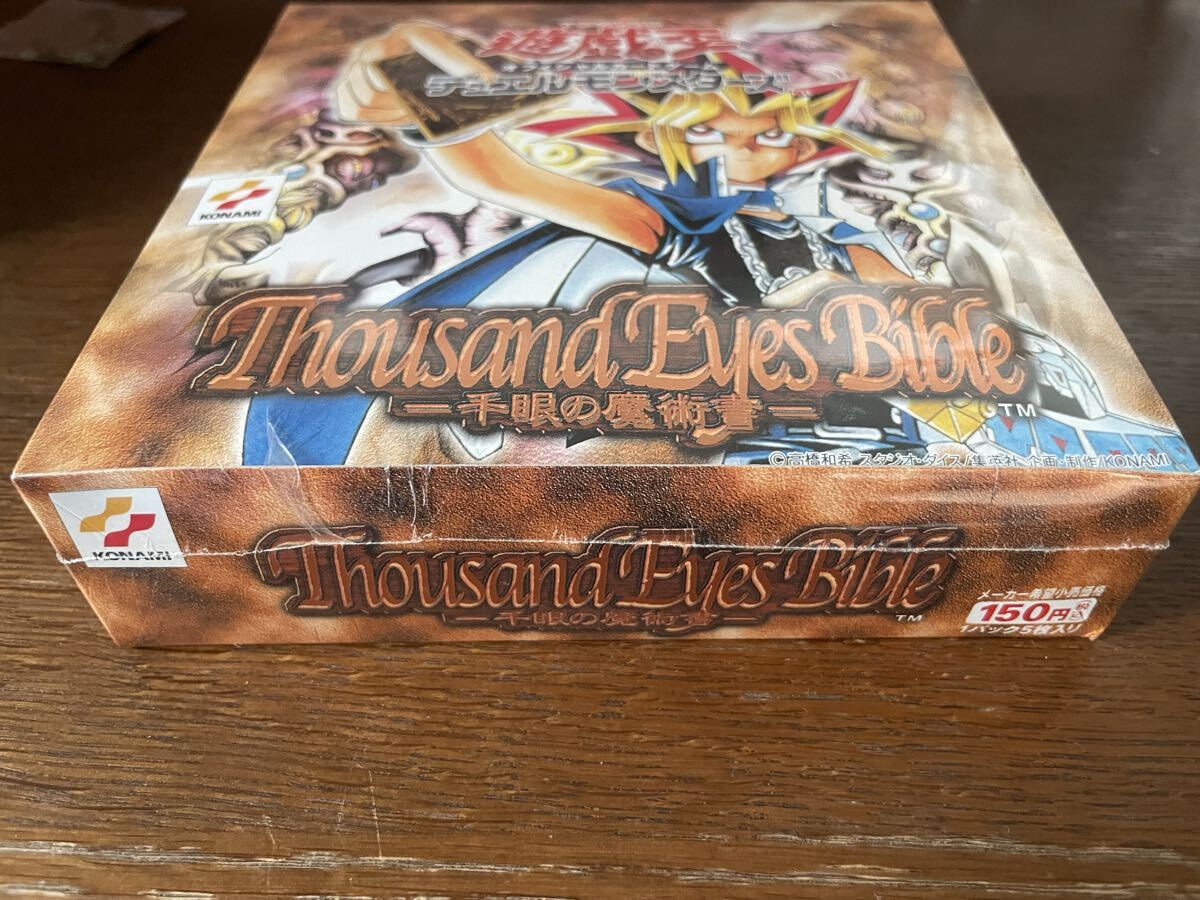 遊戯王
デュエルモンスターズ
KONAMI
Thousand Eyes Bible
―千眼の魔術書―
TM
©高橋和希 スタジオ・ダイス/集英社 企画・制作/KONAMI
KONAMI
Thousand Eyes Bible
―千眼の魔術書―
TM
メーカー希望小売価格
150円税込
1パック5枚入り